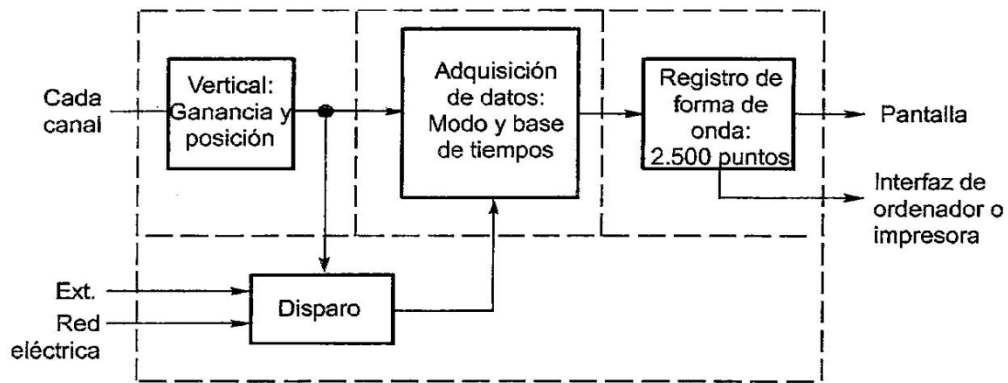 Cada
canal
Vertical:
Ganancia y
posición
Adquisición
de datos:
Modo y base
de tiempos
Registro de
forma de
onda:
2.500 puntos
Pantalla
Interfaz de
ordenador o
impresora
Ext.
Red
eléctrica
Disparo